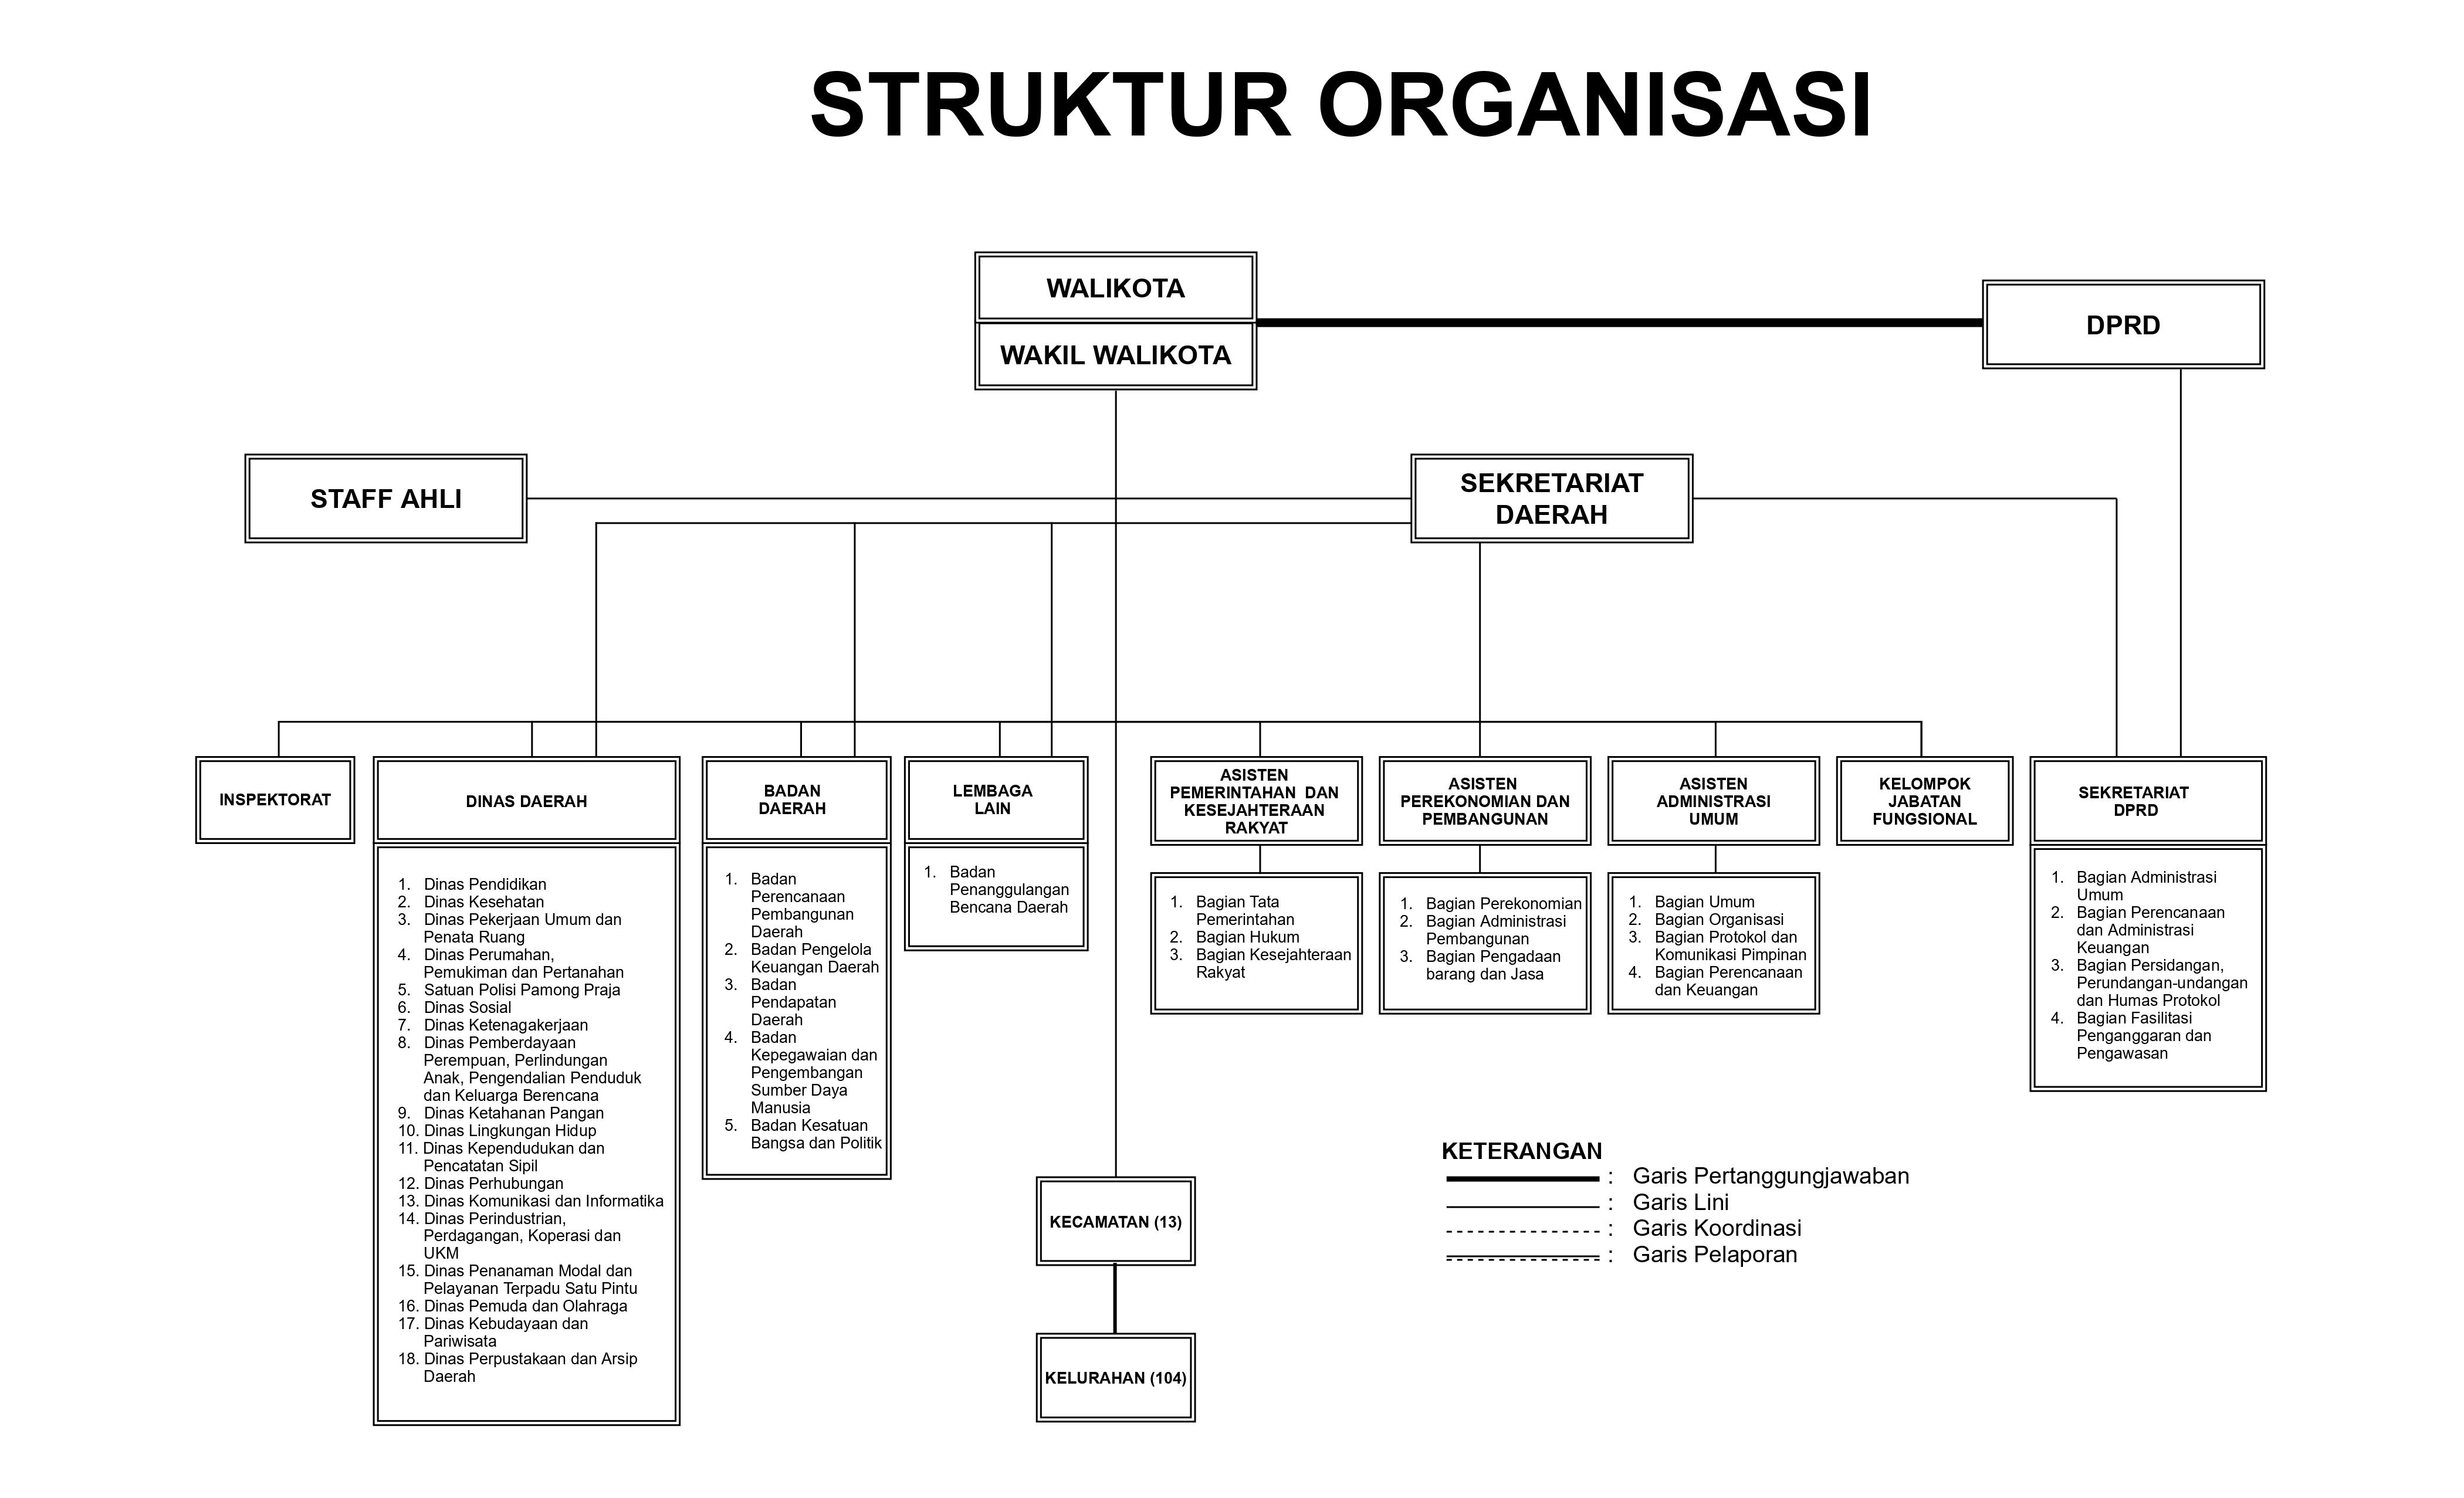 STRUKTUR ORGANISASI
WALIKOTA
WAKIL WALIKOTA
DPRD
STAFF AHLI
SEKRETARIAT
DAERAH
INSPEKTORAT
DINAS DAERAH
1. Dinas Pendidikan
2. Dinas Kesehatan
3. Dinas Pekerjaan Umum dan
Penata Ruang
4. Dinas Perumahan,
Pemukiman dan Pertanahan
5. Satuan Polisi Pamong Praja
6. Dinas Sosial
7. Dinas Ketenagakerjaan
8. Dinas Pemberdayaan
Perempuan, Perlindungan
Anak, Pengendalian Penduduk
dan Keluarga Berencana
9. Dinas Ketahanan Pangan
10. Dinas Lingkungan Hidup
11. Dinas Kependudukan dan
Pencatatan Sipil
12. Dinas Perhubungan
13. Dinas Komunikasi dan Informatika
14. Dinas Perindustrian,
Perdagangan, Koperasi dan
UKM
15. Dinas Penanaman Modal dan
Pelayanan Terpadu Satu Pintu
16. Dinas Pemuda dan Olahraga
17. Dinas Kebudayaan dan
Pariwisata
18. Dinas Perpustakaan dan Arsip
Daerah
BADAN
DAERAH
1. Badan
Perencanaan
Pembangunan
Daerah
2. Badan Pengelola
Keuangan Daerah
3. Badan
Pendapatan
Daerah
4. Badan
Kepegawaian dan
Pengembangan
Sumber Daya
Manusia
5. Badan Kesatuan
Bangsa dan Politik
LEMBAGA
LAIN
1. Badan
Penanggulangan
Bencana Daerah
ASISTEN
PEMERINTAHAN DAN
KESEJAHTERAAN
RAKYAT
1. Bagian Tata
Pemerintahan
2. Bagian Hukum
3. Bagian Kesejahteraan
Rakyat
ASISTEN
PEREKONOMIAN DAN
PEMBANGUNAN
1. Bagian Perekonomian
2. Bagian Administrasi
Pembangunan
3. Bagian Pengadaan
barang dan Jasa
ASISTEN
ADMINISTRASI
UMUM
1. Bagian Umum
2. Bagian Organisasi
3. Bagian Protokol dan
Komunikasi Pimpinan
4. Bagian Perencanaan
dan Keuangan
KELOMPOK
JABATAN
FUNGSIONAL
SEKRETARIAT
DPRD
1. Bagian Administrasi
Umum
2. Bagian Perencanaan
dan Administrasi
Keuangan
3. Bagian Persidangan,
Perundangan-undangan
dan Humas Protokol
4. Bagian Fasilitasi
Penganggaran dan
Pengawasan
KECAMATAN (13)
KELURAHAN (104)
KETERANGAN
: Garis Pertanggungjawaban
: Garis Lini
: Garis Koordinasi
: Garis Pelaporan